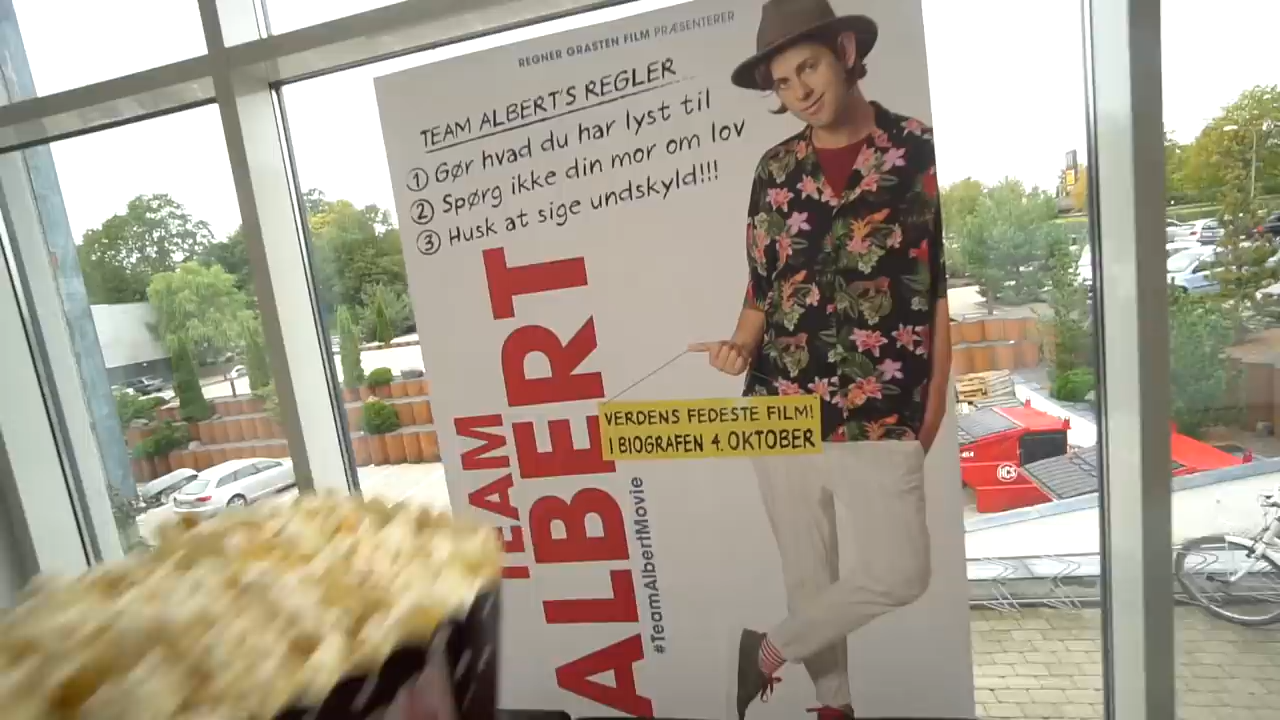 REGNER GRASTEN FILM PRÆSENTERER
TEAM ALBERT'S REGLER
① Gør hvad du har lyst til
② Spørg ikke din mor om lov
③ Husk at sige undskyld!!!
TEAM
ALBERT
#TeamAlbertMovie
VERDENS FEDESTE FILM!
I BIOGRAFEN 4. OKTOBER
HCS